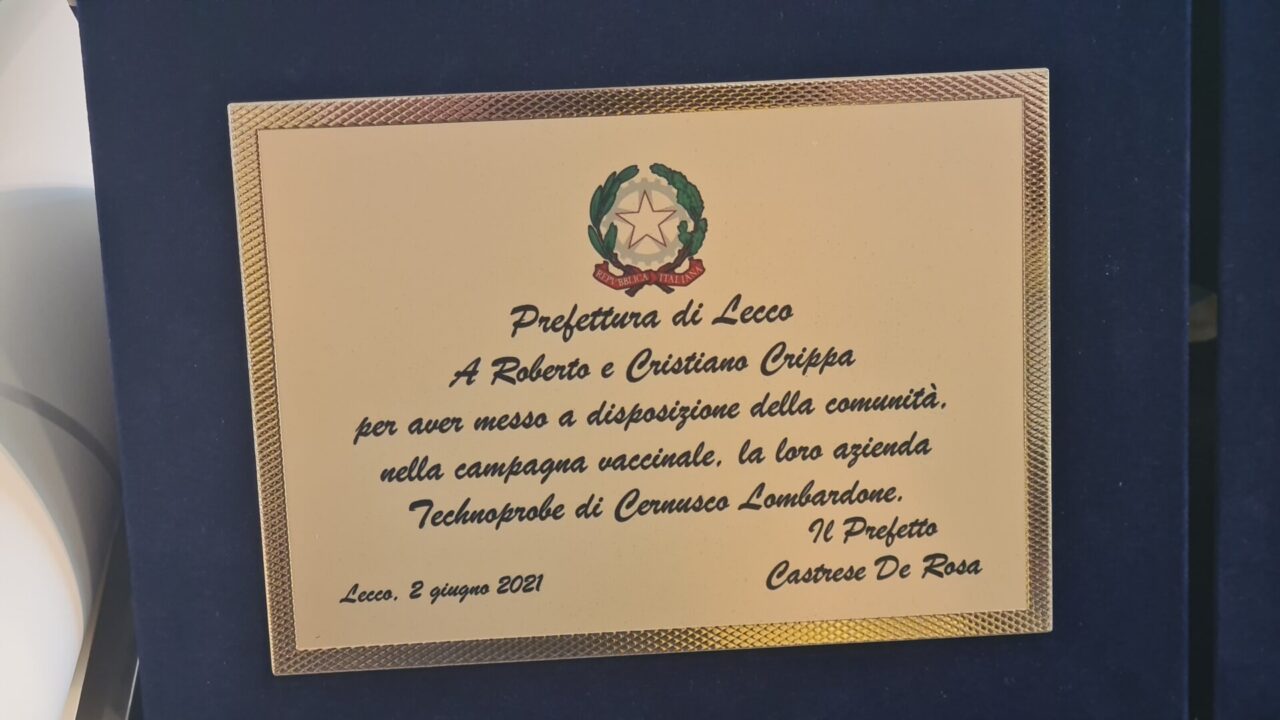 REPVBBLICA ITALIANA
Prefettura di Lecco
A Roberto e Cristiano Crippa
per aver messo a disposizione della comunità,
nella campagna vaccinale, la loro azienda
Technoprobe di Cernusco Lombardone.
Il Prefetto
Castrese De Rosa
Lecco, 2 giugno 2021